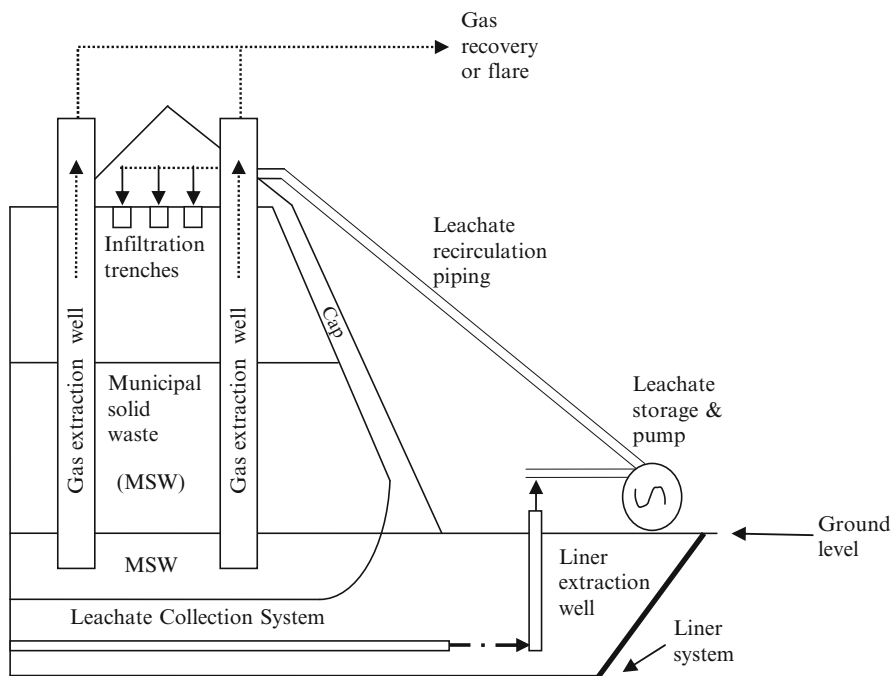 Gas
recovery
or flare
Infiltration
trenches
Leachate
recirculation
piping
Cap
Gas extraction well
Gas extraction well
Municipal
solid
waste
(MSW)
Leachate
storage &
pump
Ground
level
MSW
Liner
extraction
well
Leachate Collection System
Liner
system